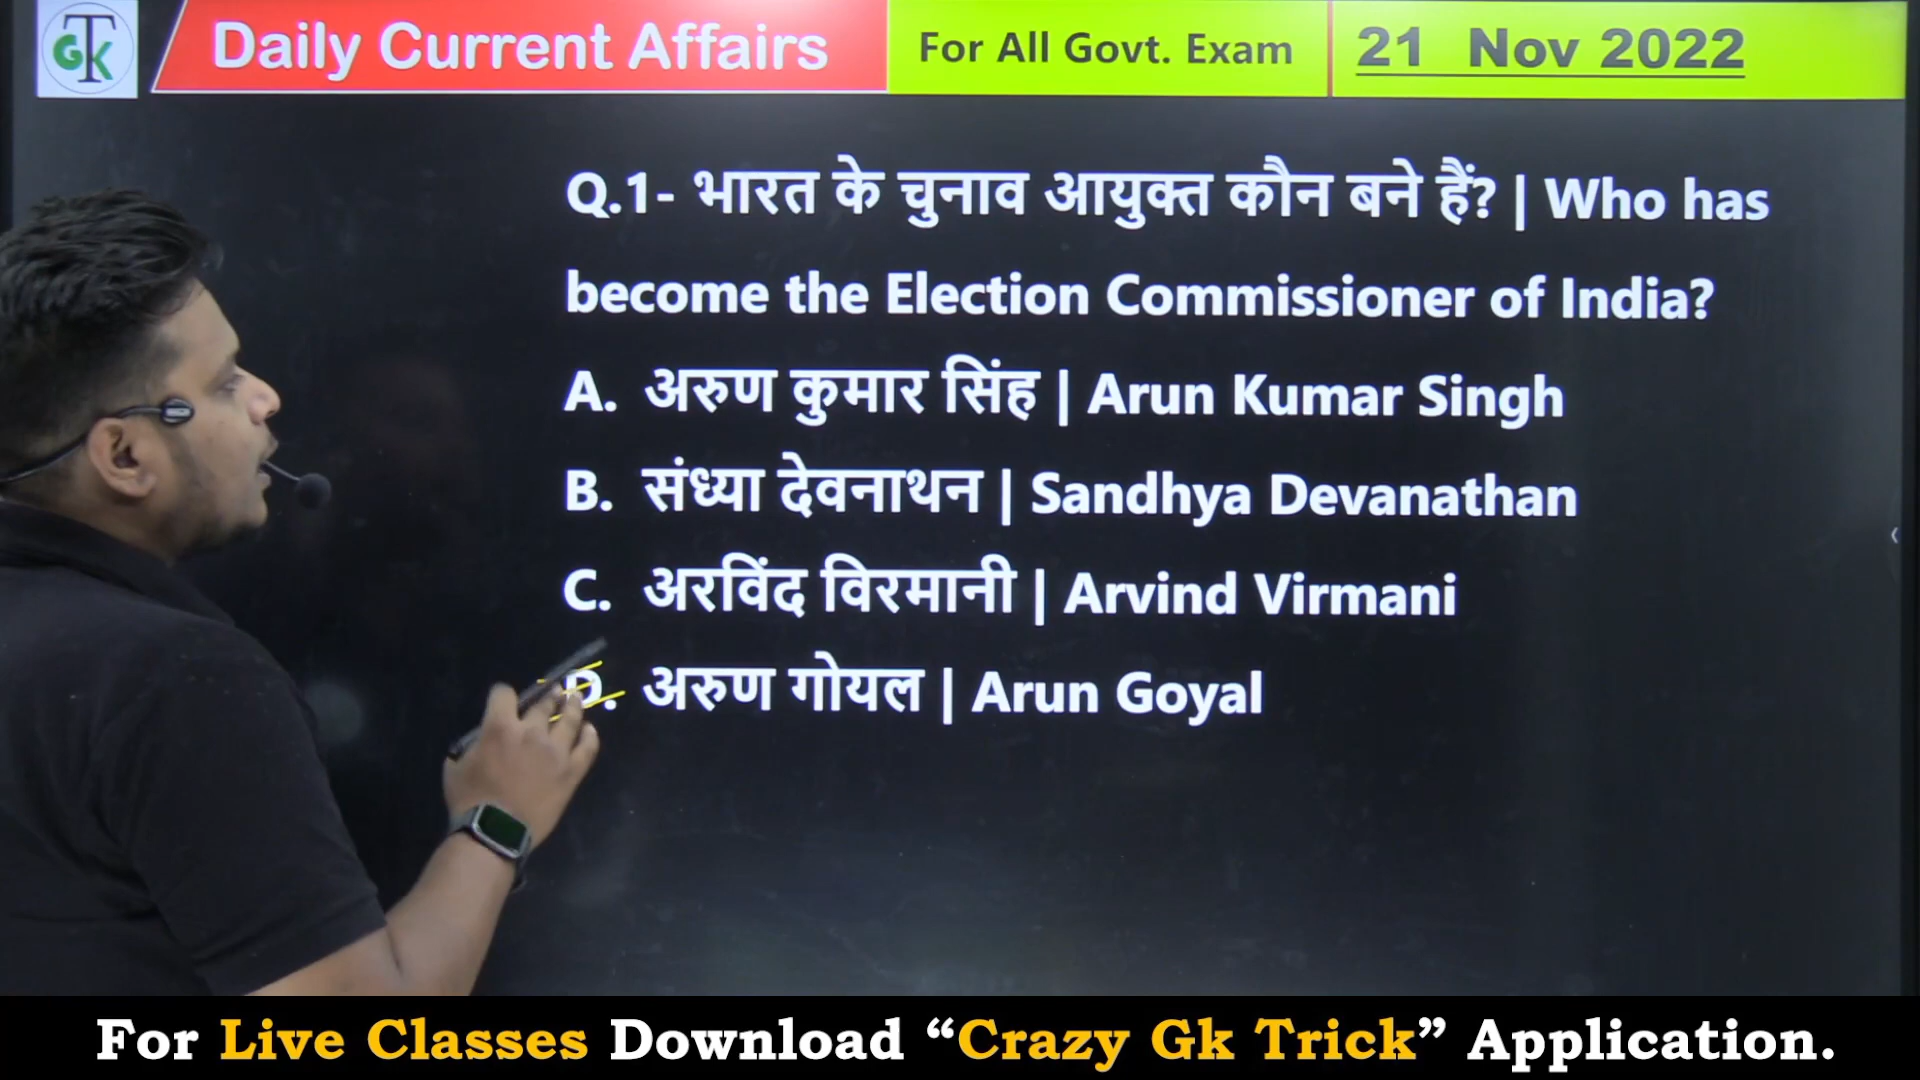 T
GK
Daily Current Affairs
For All Govt. Exam
21 Nov 2022
Q.1- भारत के चुनाव आयुक्त कौन बने हैं? | Who has
become the Election Commissioner of India?
A. अरुण कुमार सिंह | Arun Kumar Singh
B. संध्या देवनाथन | Sandhya Devanathan
C. अरविंद विरमानी | Arvind Virmani
D. अरुण गोयल | Arun Goyal
For Live Classes Download “Crazy Gk Trick” Application.